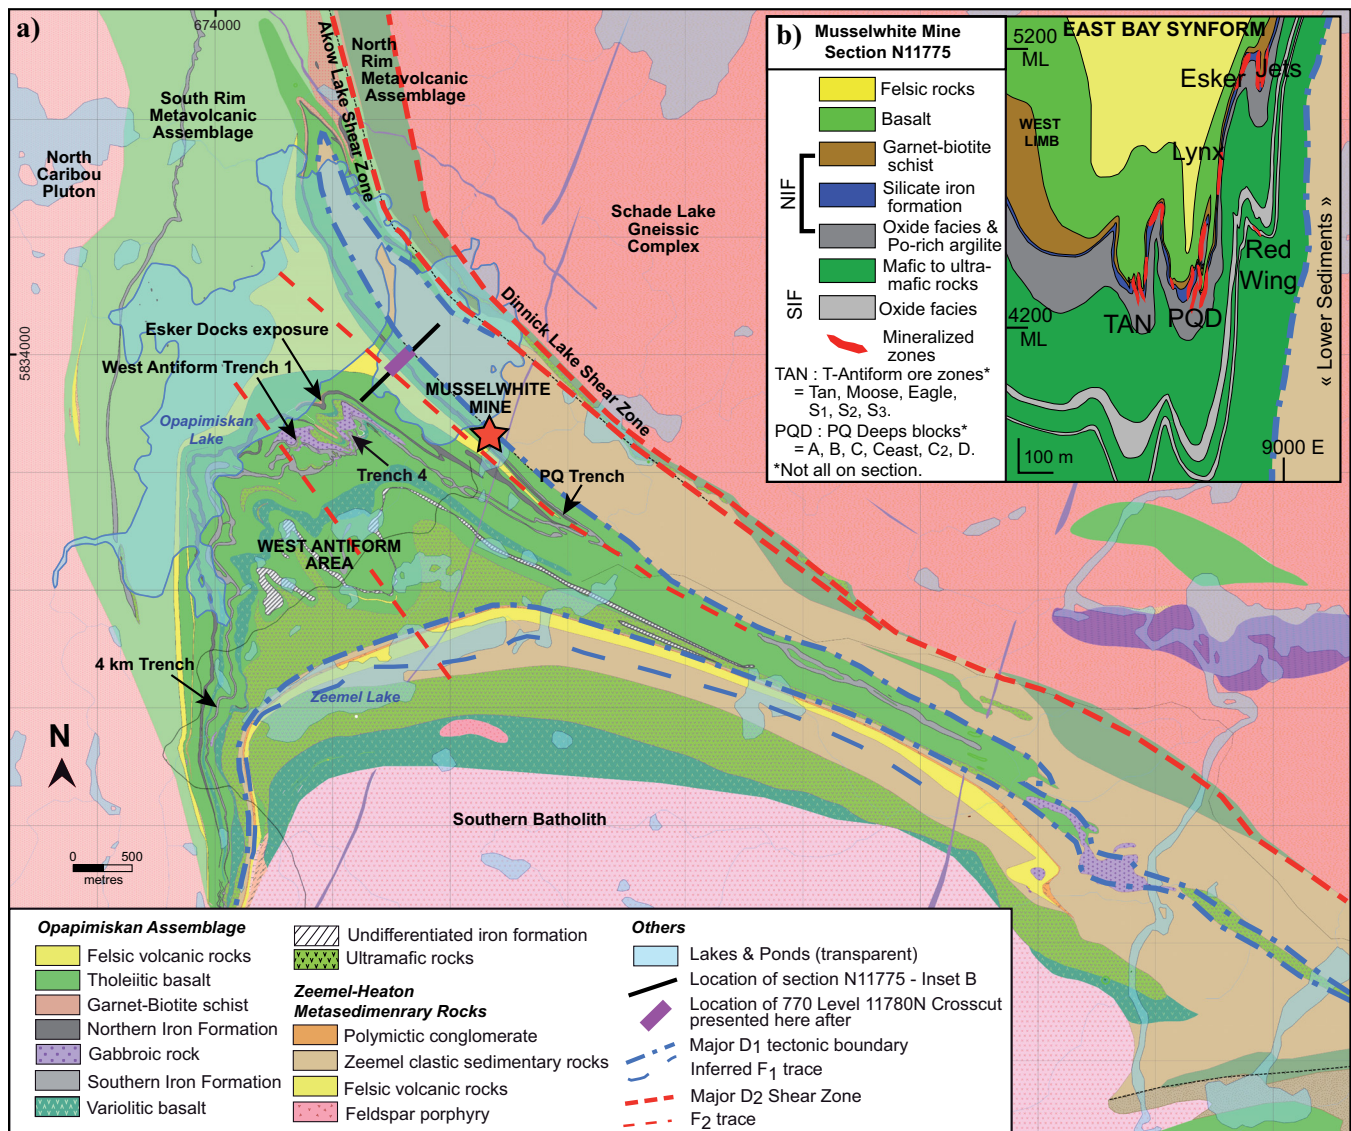 a)
674000
5834000
Akow Lake Shear Zone
North
Rim
Metavolcanic
Assemblage
South Rim
Metavolcanic
Assemblage
North
Caribou
Pluton
Schade Lake
Gneissic
Complex
Dinnick Lake Shear Zone
Esker Docks exposure
West Antiform Trench 1
Opapimiskan
Lake
MUSSELWHITE
MINE
Trench 4
PQ Trench
WEST ANTIFORM
AREA
4 km Trench
Zeemel Lake
N
Southern Batholith
0 500
metres
b)
Musselwhite Mine
Section N11775
Felsic rocks
Basalt
Garnet-biotite
schist
NIF
Silicate iron
formation
Oxide facies &
Po-rich argilite
Mafic to ultra-
mafic rocks
SIF
Oxide facies
Mineralized
zones
TAN : T-Antiform ore zones*
= Tan, Moose, Eagle,
S1, S2, S3.
PQD : PQ Deeps blocks*
= A, B, C, Ceast, C2, D.
*Not all on section.
EAST BAY SYNFORM
5200
ML
Esker
Jets
WEST
LIMB
Lynx
Red
Wing
4200
ML
TAN
PQD
« Lower Sediments »
100 m
9000 E
Opapimiskan Assemblage
Felsic volcanic rocks
Tholeiitic basalt
Garnet-Biotite schist
Northern Iron Formation
Gabbroic rock
Southern Iron Formation
Variolitic basalt
Undifferentiated iron formation
Ultramafic rocks
Zeemel-Heaton
Metasedimenrary Rocks
Polymictic conglomerate
Zeemel clastic sedimentary rocks
Felsic volcanic rocks
Feldspar porphyry
Others
Lakes & Ponds (transparent)
Location of section N11775 - Inset B
Location of 770 Level 11780N Crosscut
presented here after
Major D1 tectonic boundary
Inferred F1 trace
Major D2 Shear Zone
F2 trace